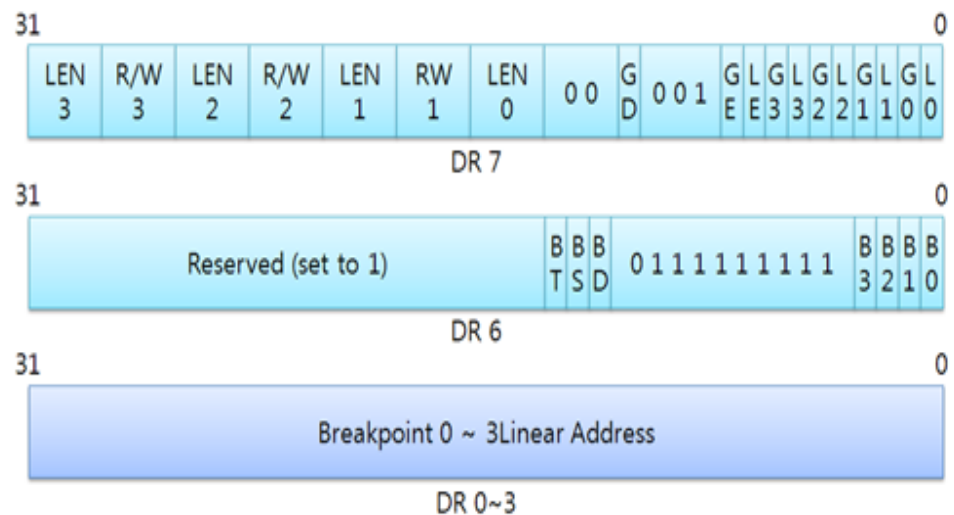 31 0
LEN 3 R/W 3 LEN 2 R/W 2 LEN 1 RW 1 LEN 0 0 0 G D 0 0 1 G E L E G 3 L 3 G 2 L 2 G 1 L 1 G 0 L 0
DR 7
31 0
Reserved (set to 1) B T B S B D 0 1 1 1 1 1 1 1 1 1 B 3 B 2 B 1 B 0
DR 6
31 0
Breakpoint 0 ~ 3Linear Address
DR 0~3